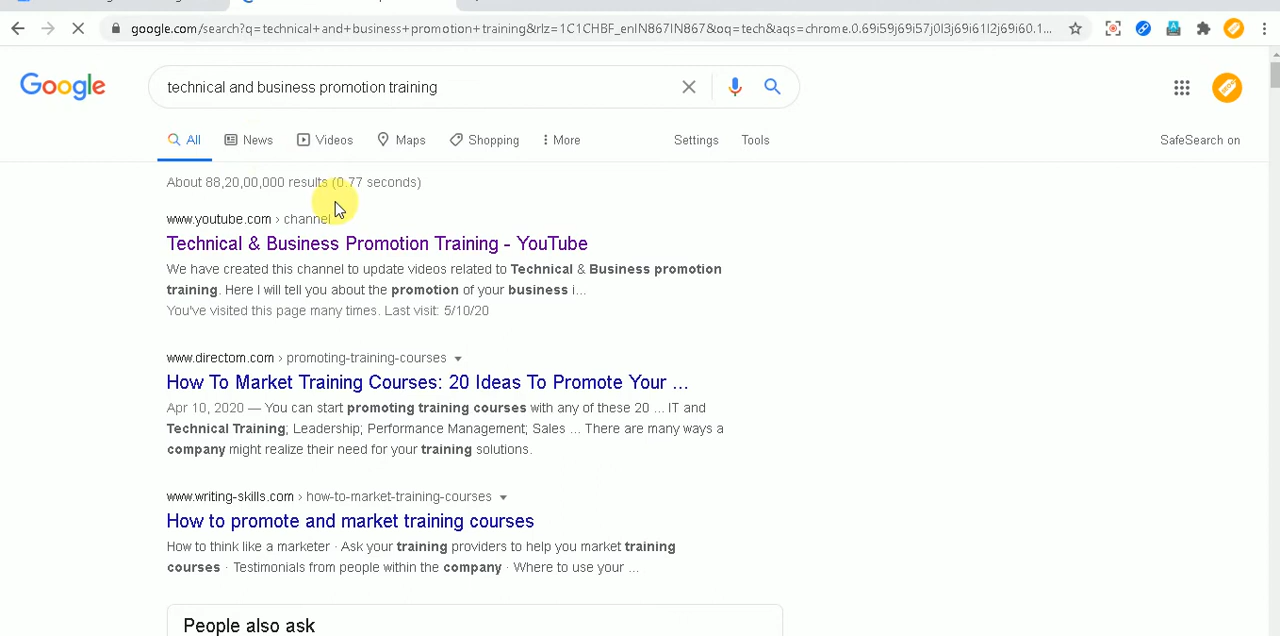 google.com/search?q=technical+and+business+promotion+training&rlz=1C1CHBF_enIN867IN867&oq=tech&aqs=chrome.0.69i59j69i57j0l3j69i61l2j69i60.1...
Google
technical and business promotion training
All News Videos Maps Shopping More Settings Tools SafeSearch on
About 88,20,00,000 results (0.77 seconds)
www.youtube.com › channel
Technical & Business Promotion Training - YouTube
We have created this channel to update videos related to Technical & Business promotion
training. Here I will tell you about the promotion of your business i...
You've visited this page many times. Last visit: 5/10/20
www.directom.com › promoting-training-courses
How To Market Training Courses: 20 Ideas To Promote Your ...
Apr 10, 2020 — You can start promoting training courses with any of these 20 ... IT and
Technical Training; Leadership; Performance Management; Sales ... There are many ways a
company might realize their need for your training solutions.
www.writing-skills.com › how-to-market-training-courses
How to promote and market training courses
How to think like a marketer · Ask your training providers to help you market training
courses · Testimonials from people within the company · Where to use your ...
People also ask